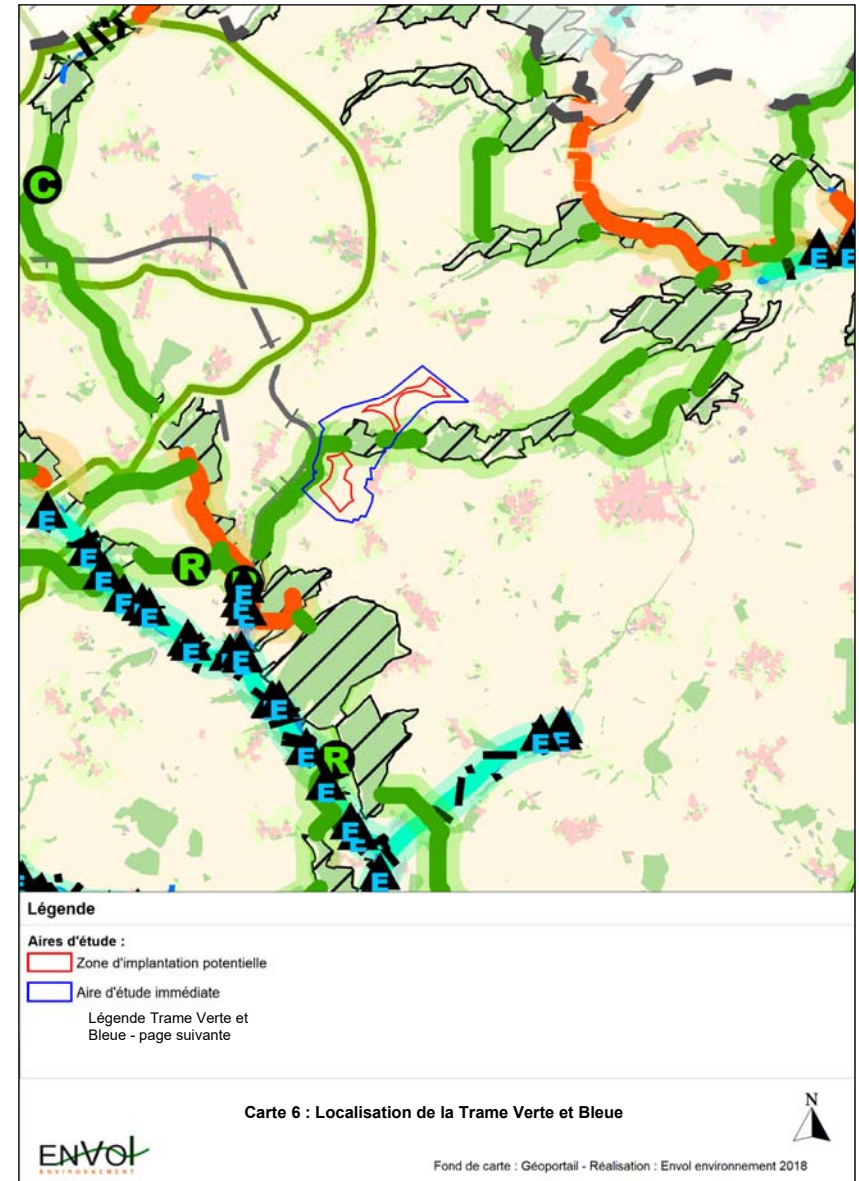 C
E
E
R
E
E
E
E
E
E
E
E
E
E
E
E
E
R
E
E
E
E
E
E
Légende
Aires d'étude :
Zone d'implantation potentielle
Aire d'étude immédiate
Légende Trame Verte et
Bleue - page suivante
Carte 6 : Localisation de la Trame Verte et Bleue
N
ENVOL
ENVIRONNEMENT
Fond de carte : Géoportail - Réalisation : Envol environnement 2018